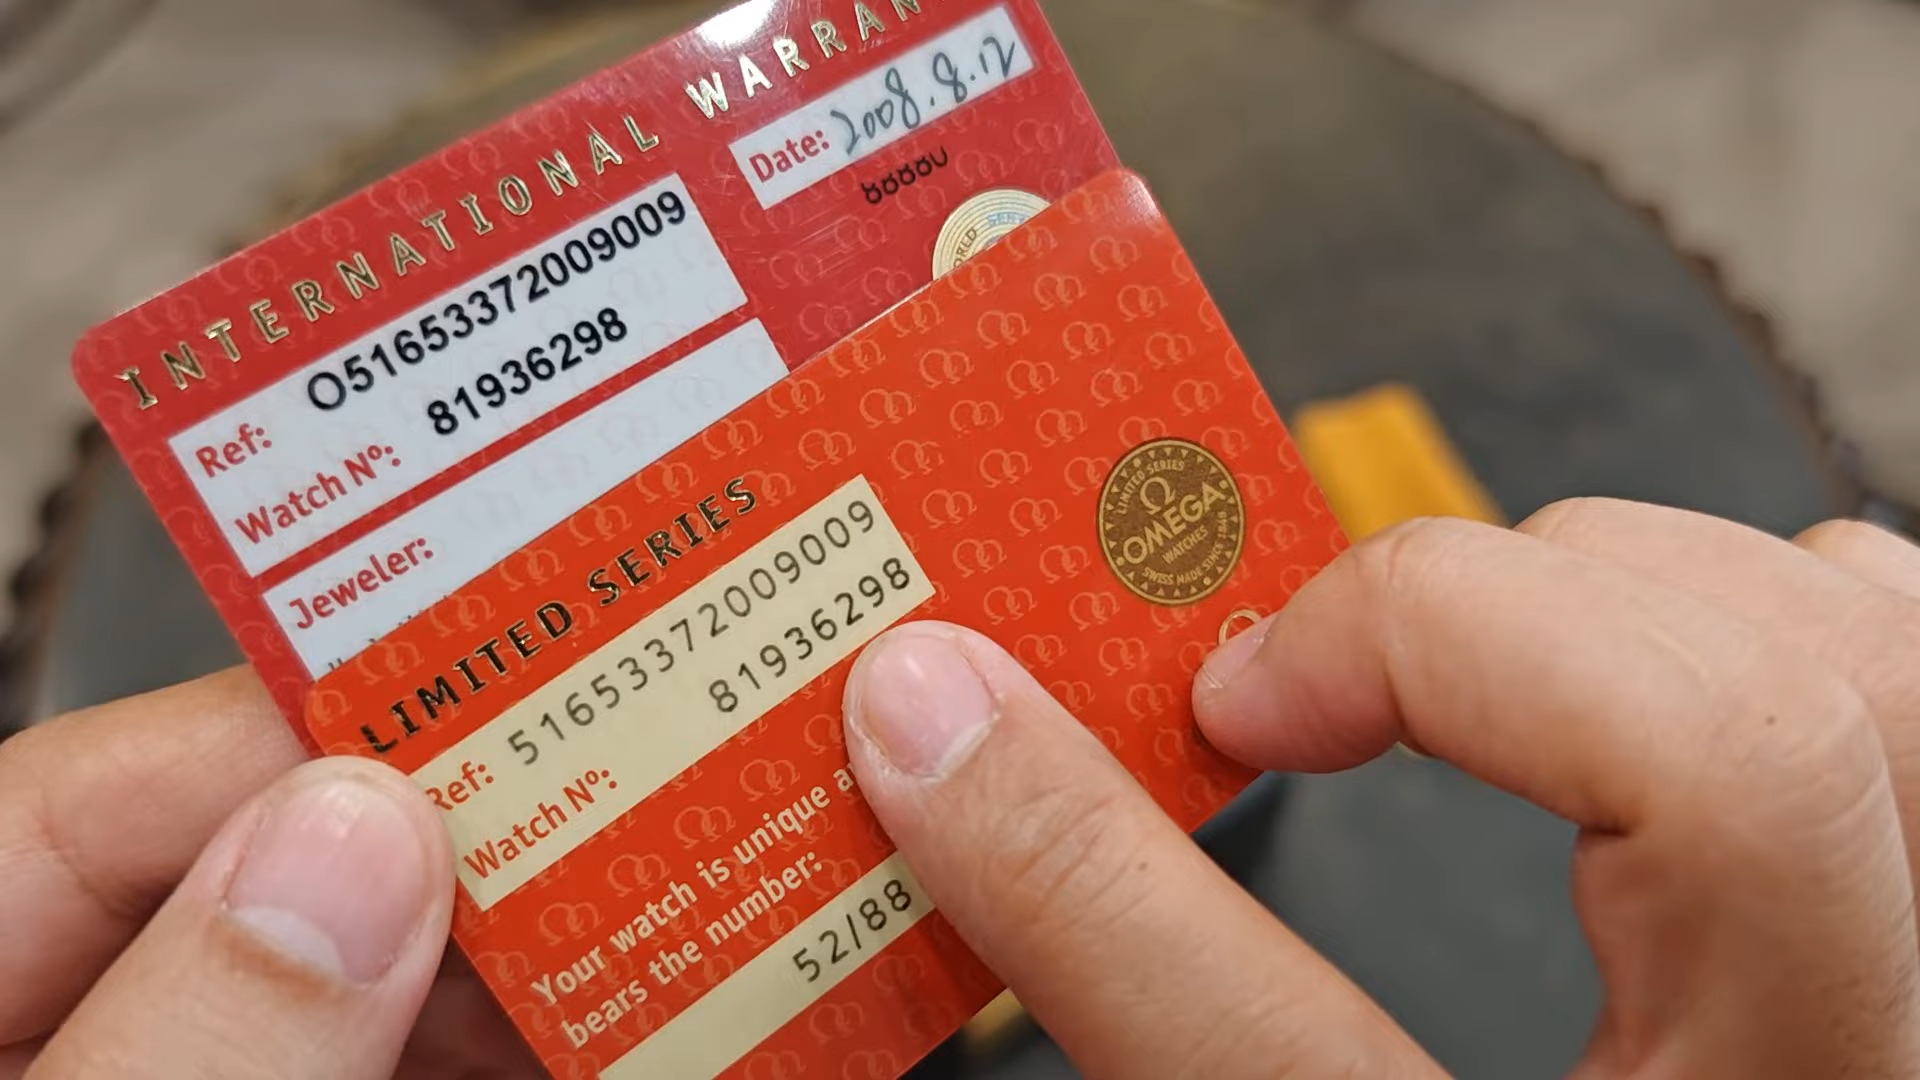 INTERNATIONAL WARRAN
Date: 2008.8.12
Ref: O51653372009009
Watch Nº: 81936298
Jeweler:
LIMITED SERIES
Ref: 51653372009009
Watch Nº: 81936298
Your watch is unique a
bears the number:
52/88
LIMITED SERIES
Ω
OMEGA
WATCHES
SWISS MADE SINCE 1848